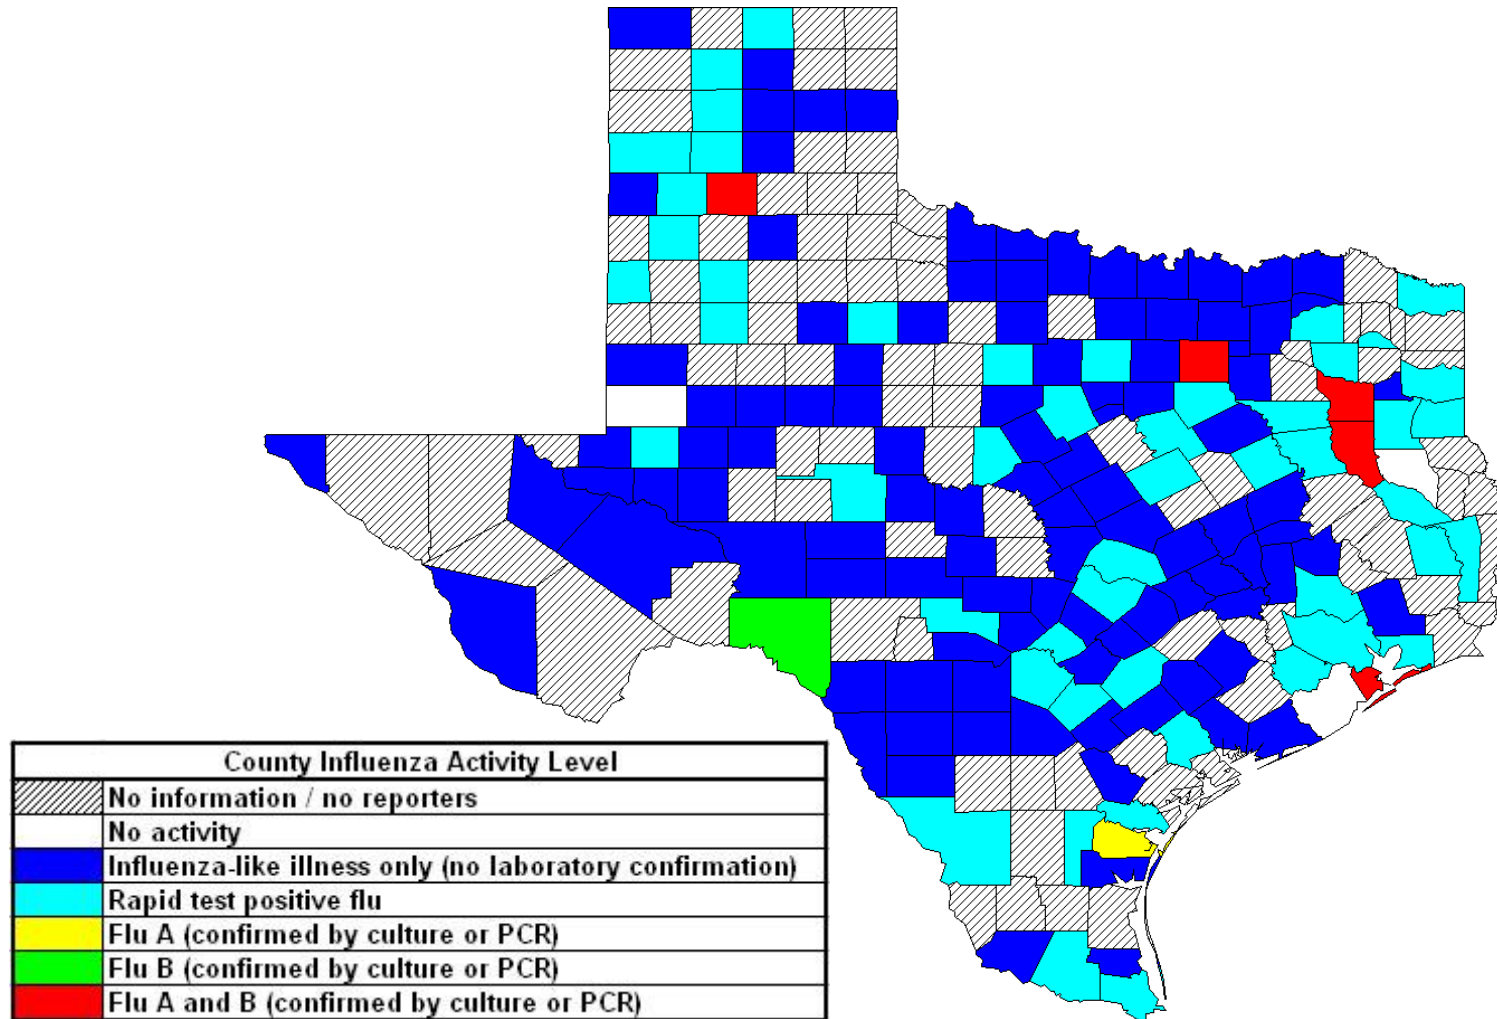 County Influenza Activity Level
No information / no reporters
No activity
Influenza-like illness only (no laboratory confirmation)
Rapid test positive flu
Flu A (confirmed by culture or PCR)
Flu B (confirmed by culture or PCR)
Flu A and B (confirmed by culture or PCR)